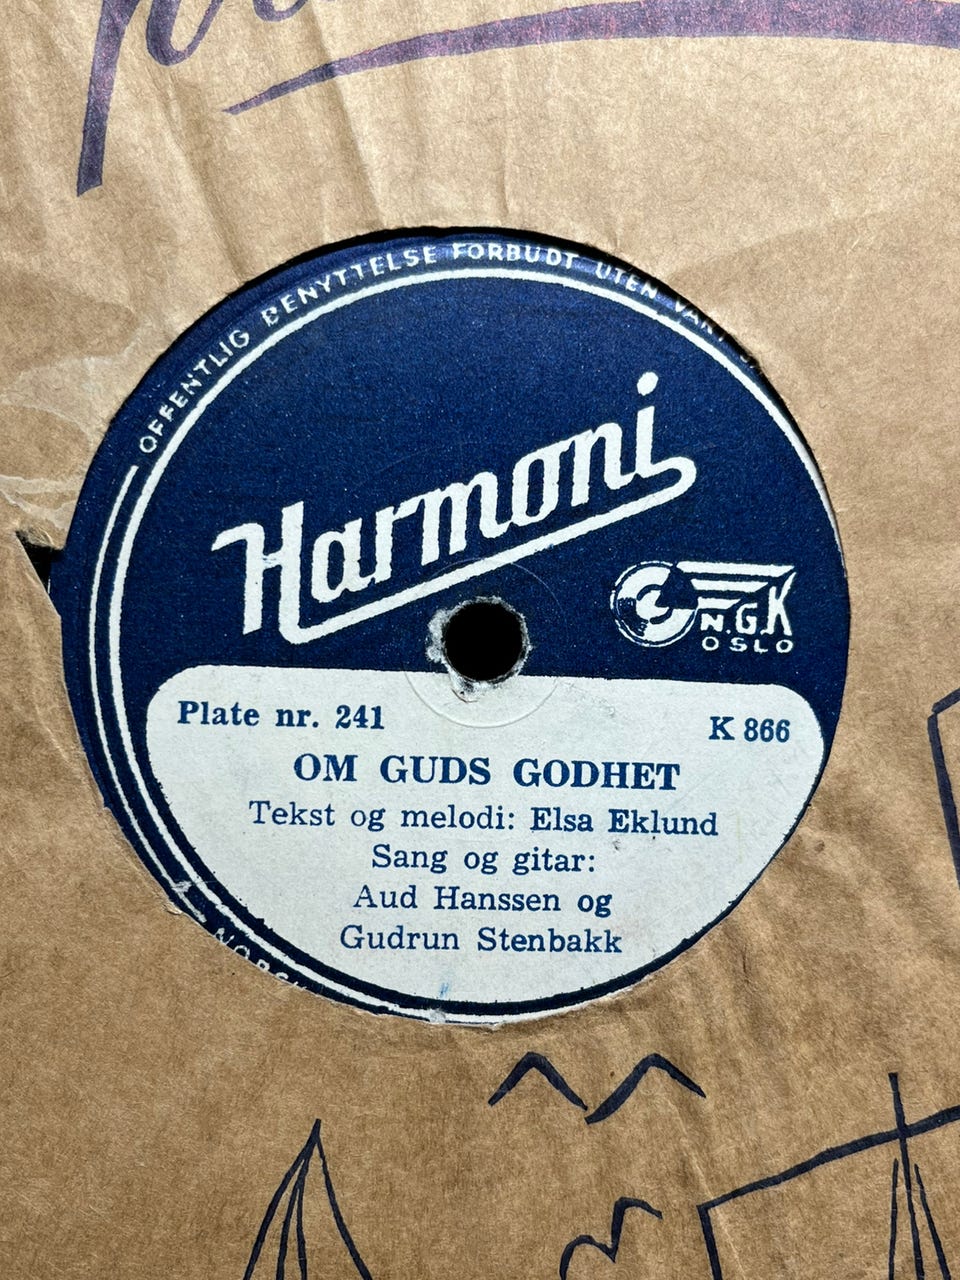 OFFENTLIG BENYTTELSE FORBUDT UTEN VÅRT
Harmoni
N.G.K
OSLO
Plate nr. 241
K 866
OM GUDS GODHET
Tekst og melodi: Elsa Eklund
Sang og gitar:
Aud Hanssen og
Gudrun Stenbakk